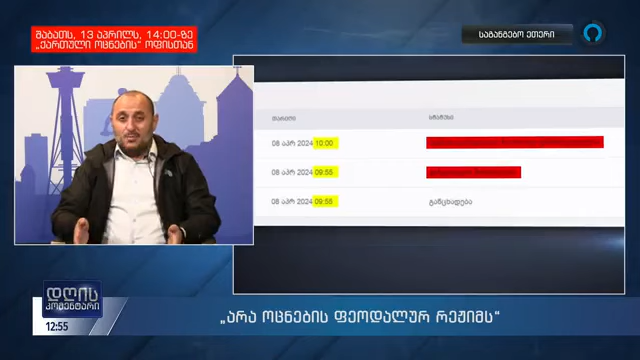 შაბათს, 13 აპრილს, 14:00-ზე
„ქართული ოცნების“ ოფისთან
საგანგებო ეთერი
თარიღი სტატუსი
08 აპრ 2024 10:00
08 აპრ 2024 09:55
08 აპრ 2024 09:55 განცხადება
დღის
კომენტარი
12:55
„არა ოცნების ფეოდალურ რეჟიმს“